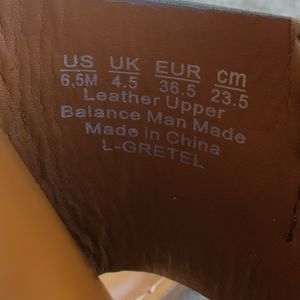 US UK EUR cm
6.5M 4.5 36.5 23.5
Leather Upper
Balance Man Made
Made in China
L-GRETEL